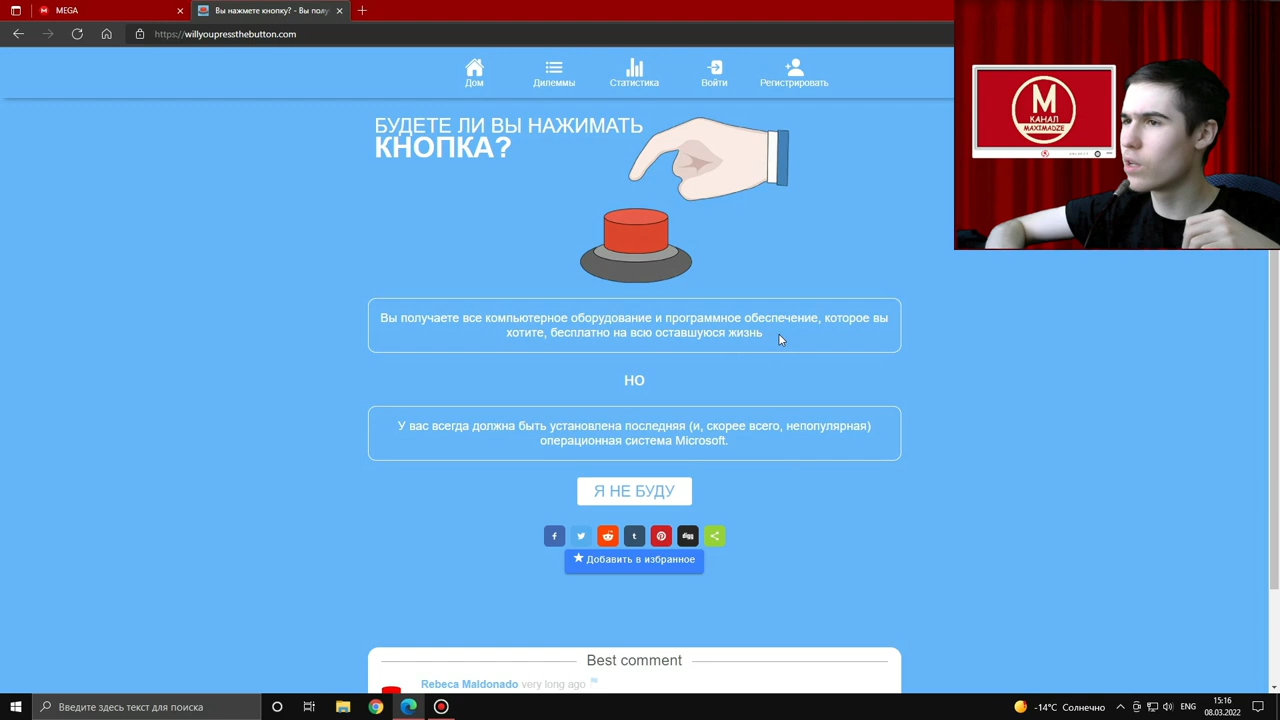 MEGA
Вы нажмете кнопку? - Вы полу
https://willyoupressthebutton.com
Дом
Дилеммы
Статистика
Войти
Регистрировать
М
КАНАЛ
MAXIMADZE
БУДЕТЕ ЛИ ВЫ НАЖИМАТЬ
КНОПКА?
Вы получаете все компьютерное оборудование и программное обеспечение, которое вы
хотите, бесплатно на всю оставшуюся жизнь
НО
У вас всегда должна быть установлена последняя (и, скорее всего, непопулярная)
операционная система Microsoft.
Я НЕ БУДУ
digg
Добавить в избранное
Best comment
Rebeca Maldonado very long ago
Введите здесь текст для поиска
-14°C Солнечно
ENG
15:16
08.03.2022